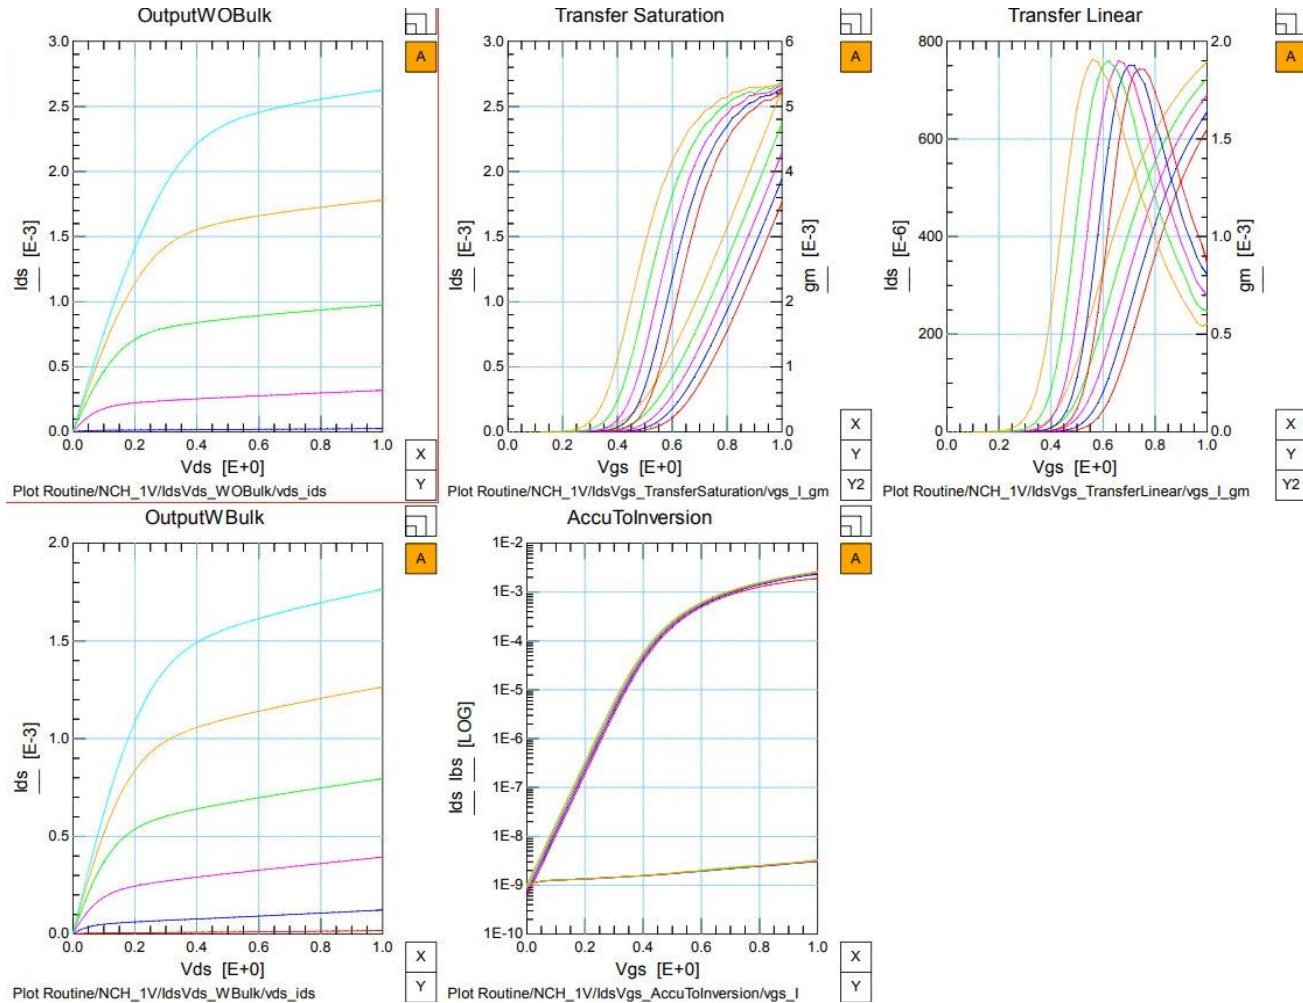 OutputWOBulk
A
3.0
2.5
2.0
1.5
1.0
0.5
0.0
Ids [E-3]
0.0 0.2 0.4 0.6 0.8 1.0
Vds [E+0]
X
Y
Plot Routine/NCH_1V/IdsVds_WOBulk/vds_ids
Transfer Saturation
A
3.0
2.5
2.0
1.5
1.0
0.5
0.0
Ids [E-3]
6
5
4
3
2
1
0
gm [E-3]
0.0 0.2 0.4 0.6 0.8 1.0
Vgs [E+0]
X
Y
Y2
Plot Routine/NCH_1V/IdsVgs_TransferSaturation/vgs_I_gm
Transfer Linear
A
800
600
400
200
0
Ids [E-6]
2.0
1.5
1.0
0.5
0.0
gm [E-3]
0.0 0.2 0.4 0.6 0.8 1.0
Vgs [E+0]
X
Y
Y2
Plot Routine/NCH_1V/IdsVgs_TransferLinear/vgs_I_gm
OutputWBulk
A
2.0
1.5
1.0
0.5
0.0
Ids [E-3]
0.0 0.2 0.4 0.6 0.8 1.0
Vds [E+0]
X
Y
Plot Routine/NCH_1V/IdsVds_WBulk/vds_ids
AccuToInversion
A
1E-2
1E-3
1E-4
1E-5
1E-6
1E-7
1E-8
1E-9
1E-10
Ids Ibs [LOG]
0.0 0.2 0.4 0.6 0.8 1.0
Vgs [E+0]
X
Y
Plot Routine/NCH_1V/IdsVgs_AccuToInversion/vgs_I